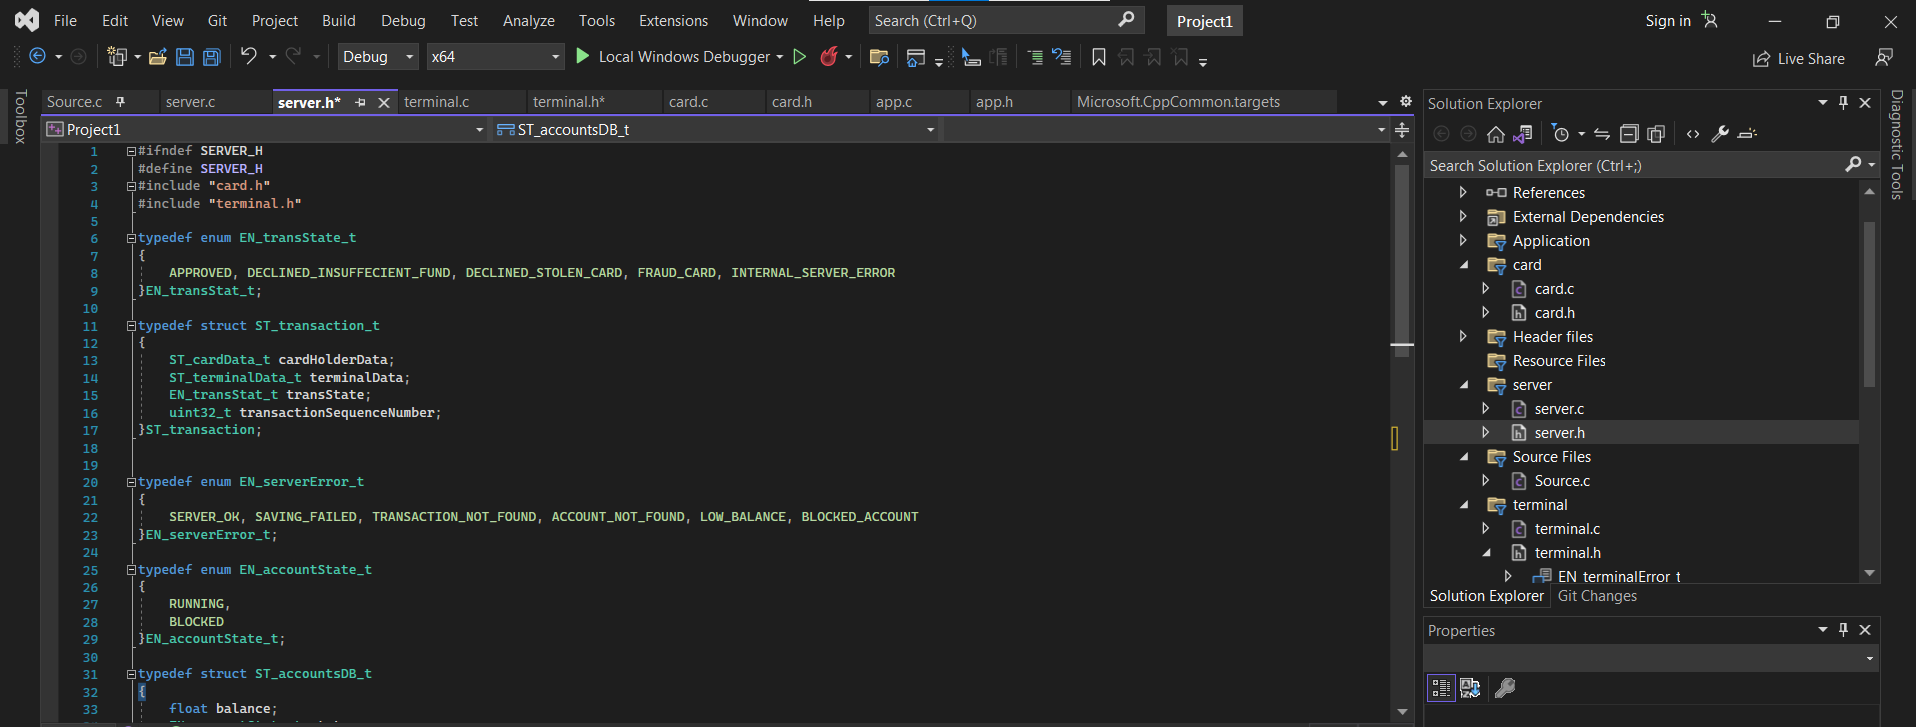 File Edit View Git Project Build Debug Test Analyze Tools Extensions Window Help Search (Ctrl+Q) Project1 Sign in
Debug x64 Local Windows Debugger Live Share
Toolbox
Source.c server.c server.h* terminal.c terminal.h* card.c card.h app.c app.h Microsoft.CppCommon.targets
Project1 ST_accountsDB_t
1 #ifndef SERVER_H
2 #define SERVER_H
3 #include "card.h"
4 #include "terminal.h"
5
6 typedef enum EN_transState_t
7 {
8 APPROVED, DECLINED_INSUFFECIENT_FUND, DECLINED_STOLEN_CARD, FRAUD_CARD, INTERNAL_SERVER_ERROR
9 }EN_transStat_t;
10
11 typedef struct ST_transaction_t
12 {
13 ST_cardData_t cardHolderData;
14 ST_terminalData_t terminalData;
15 EN_transStat_t transState;
16 uint32_t transactionSequenceNumber;
17 }ST_transaction;
18
19
20 typedef enum EN_serverError_t
21 {
22 SERVER_OK, SAVING_FAILED, TRANSACTION_NOT_FOUND, ACCOUNT_NOT_FOUND, LOW_BALANCE, BLOCKED_ACCOUNT
23 }EN_serverError_t;
24
25 typedef enum EN_accountState_t
26 {
27 RUNNING,
28 BLOCKED
29 }EN_accountState_t;
30
31 typedef struct ST_accountsDB_t
32 {
33 float balance;
Solution Explorer
Search Solution Explorer (Ctrl+;)
References
External Dependencies
Application
card
card.c
card.h
Header files
Resource Files
server
server.c
server.h
Source Files
Source.c
terminal
terminal.c
terminal.h
EN_terminalError_t
Solution Explorer Git Changes
Properties
Diagnostic Tools